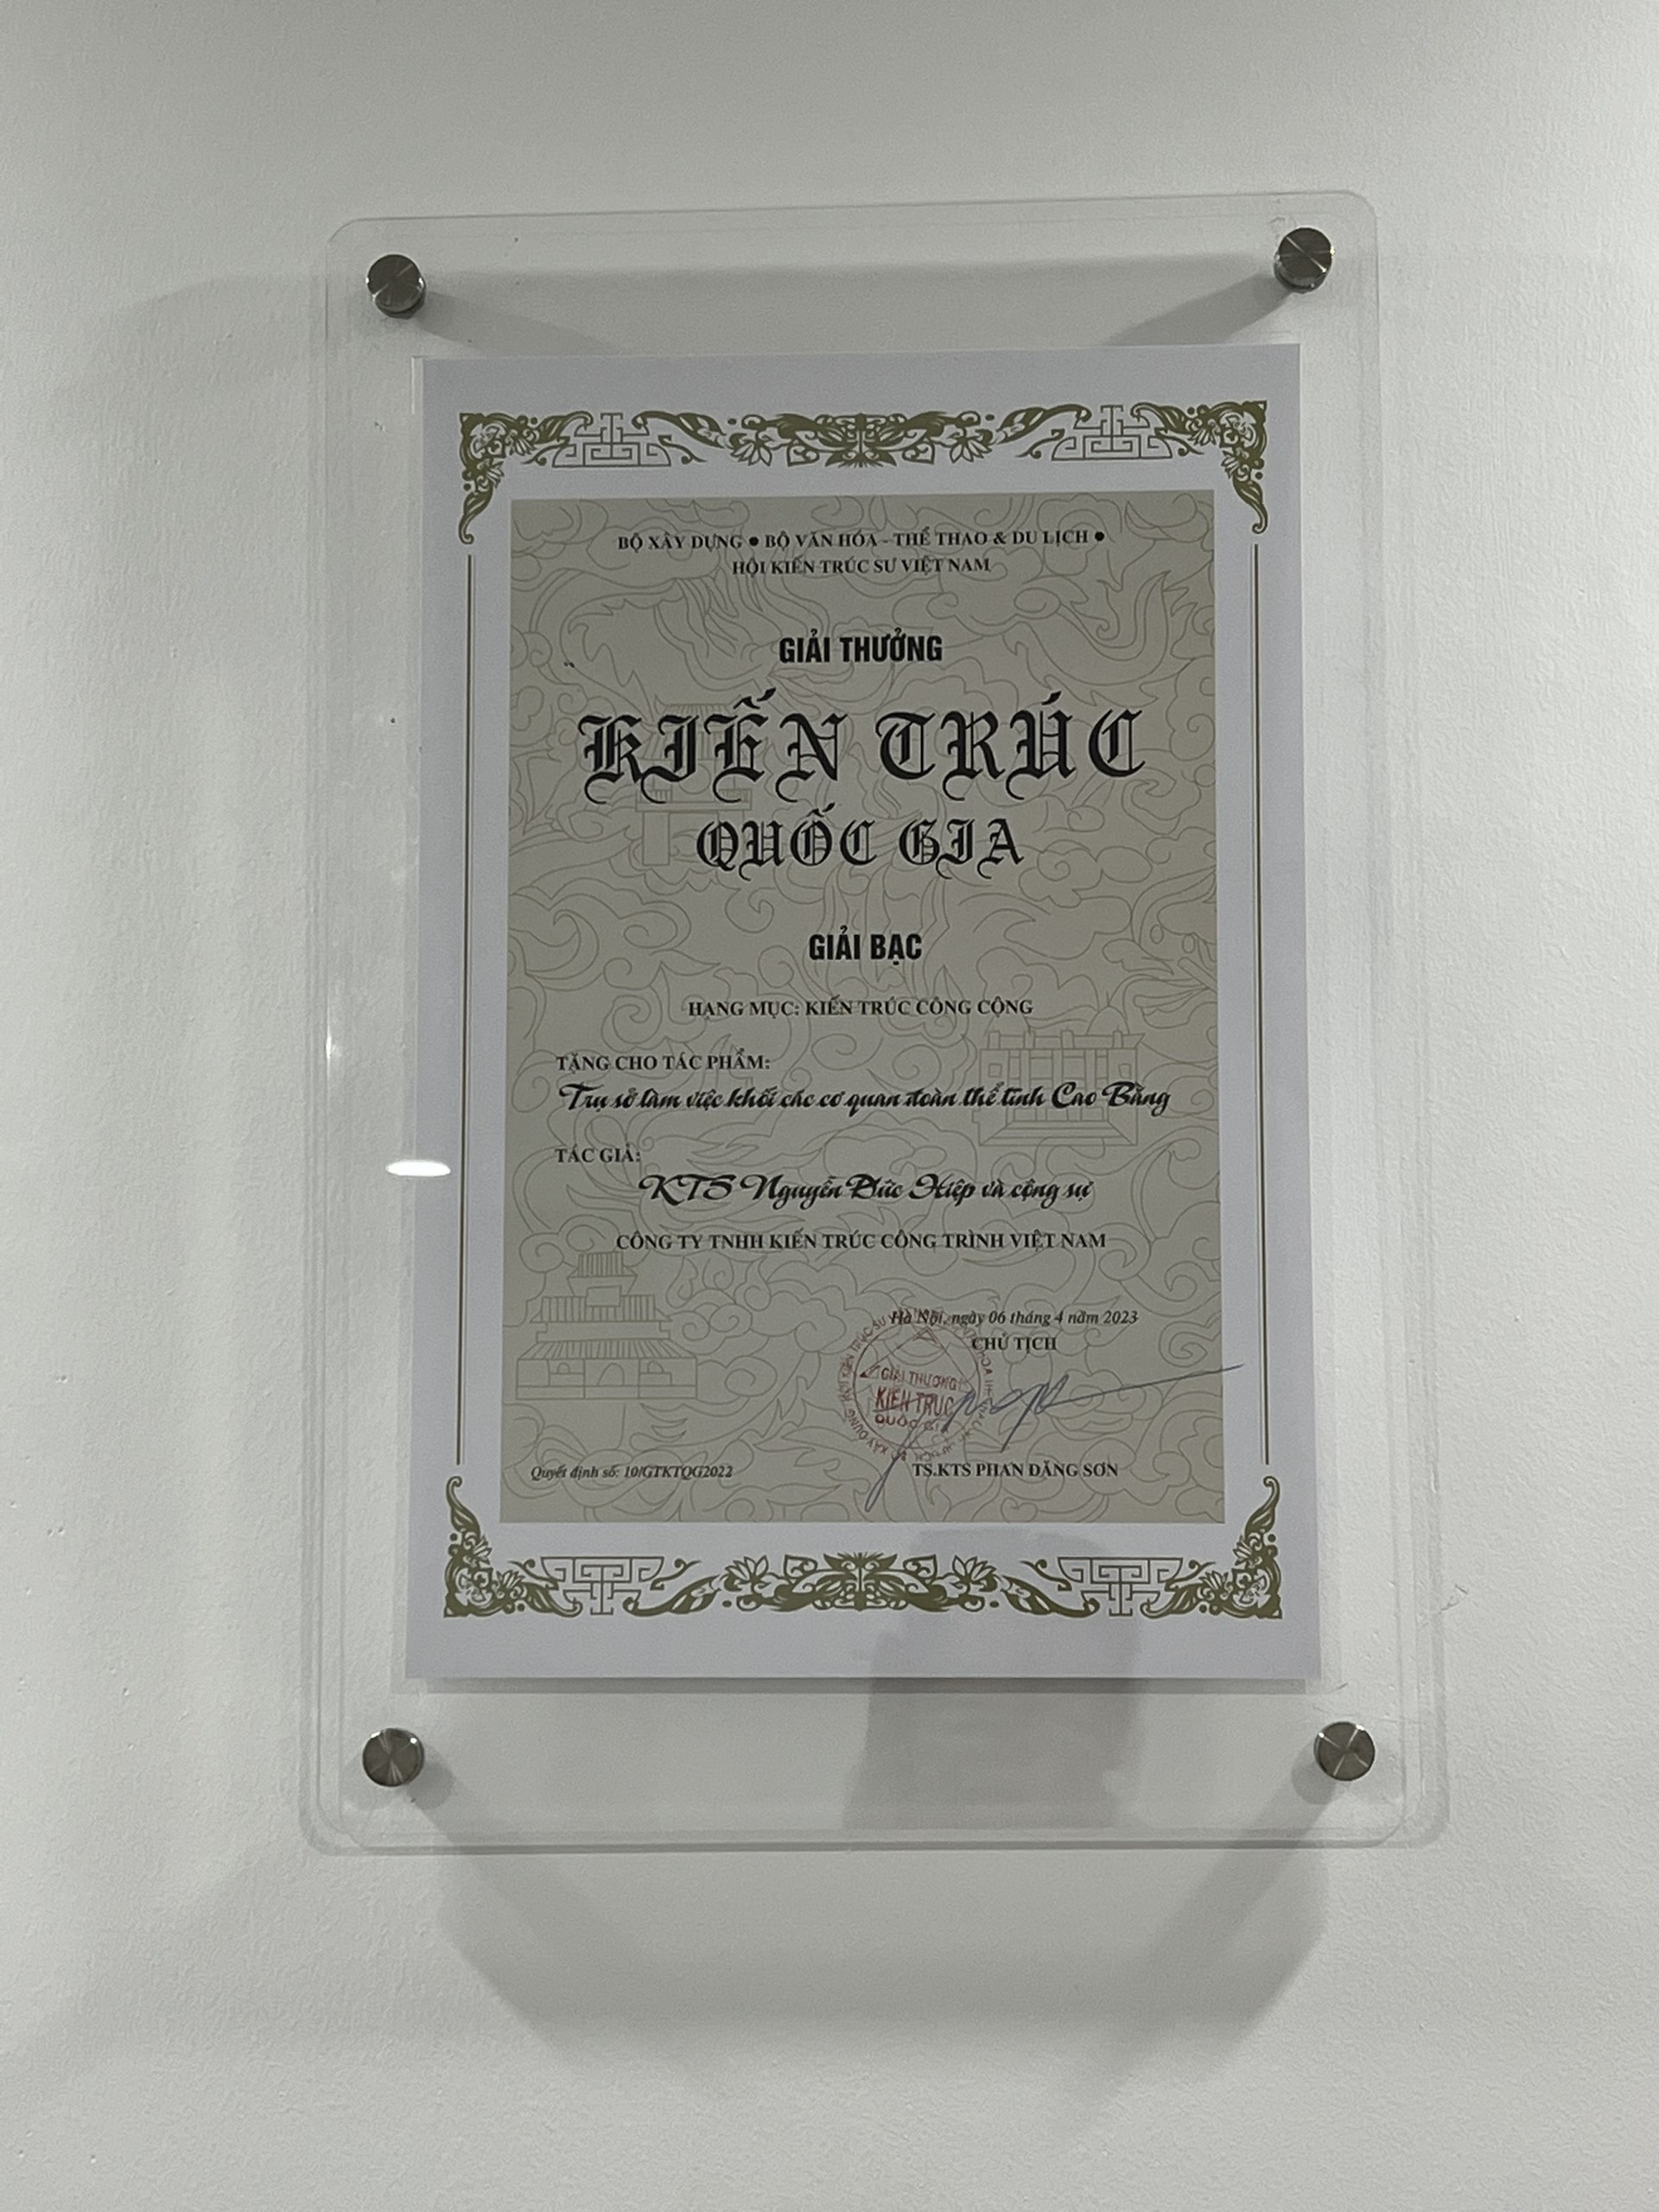 BỘ XÂY DỰNG ● BỘ VĂN HÓA - THỂ THAO & DU LỊCH ●
HỘI KIẾN TRÚC SƯ VIỆT NAM
GIẢI THƯỞNG
KIẾN TRÚC
QUỐC GIA
GIẢI BẠC
HẠNG MỤC: KIẾN TRÚC CÔNG CỘNG
TẶNG CHO TÁC PHẨM:
Trụ sở làm việc khối các cơ quan đoàn thể tỉnh Cao Bằng
TÁC GIẢ:
KTS Nguyễn Đức Hiệp và cộng sự
CÔNG TY TNHH KIẾN TRÚC CÔNG TRÌNH VIỆT NAM
Hà Nội, ngày 06 tháng 4 năm 2023
CHỦ TỊCH
GIẢI THƯỞNG
KIẾN TRÚC
QUỐC GIA
Quyết định số: 10/GTKTQG2022
TS.KTS PHAN ĐĂNG SƠN